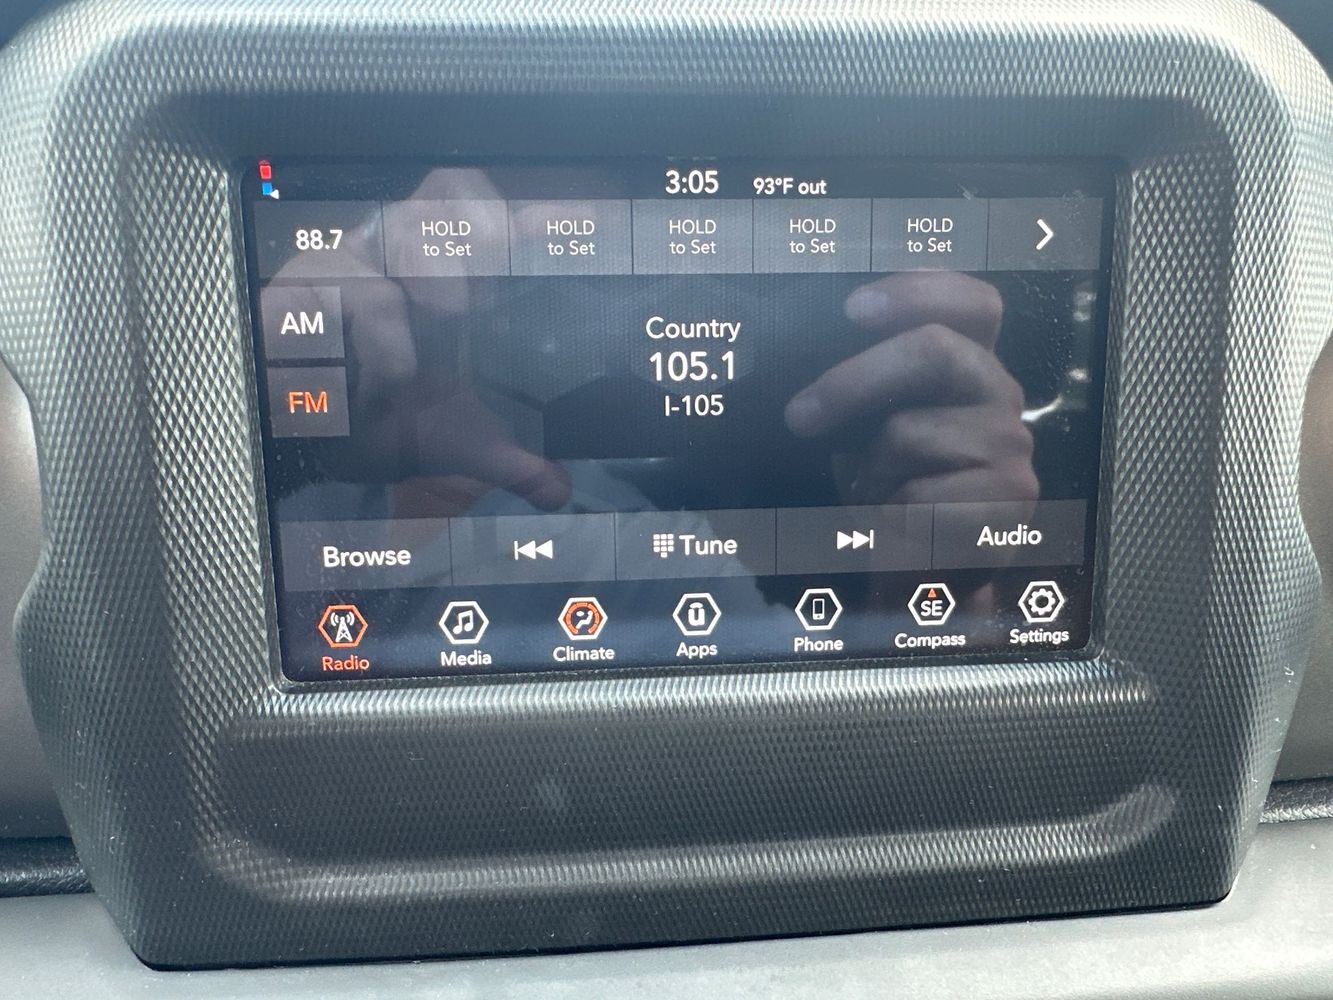 3:05 93°F out
88.7
HOLD
to Set
HOLD
to Set
HOLD
to Set
HOLD
to Set
HOLD
to Set
AM
FM
Country
105.1
I-105
Browse
Tune
Audio
SE
Radio
Media
Climate
Apps
Phone
Compass
Settings